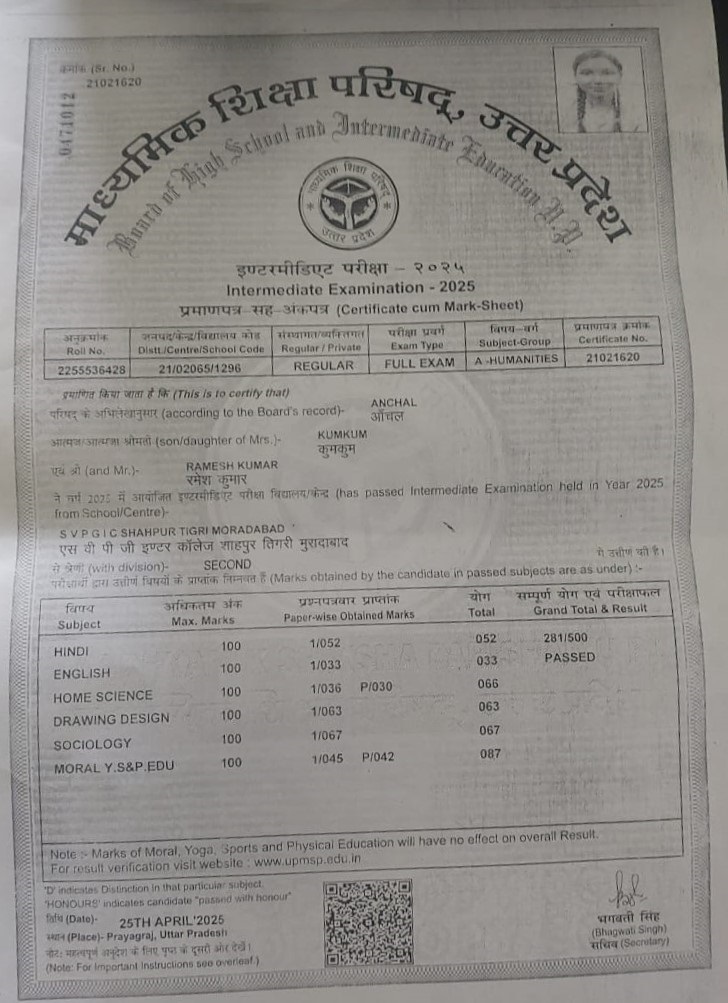 क्रमांक (Sr. No.)
21021620
0471012
माध्यमिक शिक्षा परिषद्, उत्तर प्रदेश
Board of High School and Intermediate Education U.P.
माध्यमिक शिक्षा परिषद
उत्तर प्रदेश
इण्टरमीडिएट परीक्षा – २०२५
Intermediate Examination - 2025
प्रमाणपत्र सह अंकपत्र (Certificate cum Mark-Sheet)
अनुक्रमांक जनपद/केन्द्र/विद्यालय कोड संस्थागत/व्यक्तिगत परीक्षा प्रवर्ग विषय–वर्ग प्रमाणपत्र क्रमांक
Roll No. Distt./Centre/School Code Regular / Private Exam Type Subject-Group Certificate No.
2255536428 21/02065/1296 REGULAR FULL EXAM A -HUMANITIES 21021620
प्रमाणित किया जाता है कि (This is to certify that)
ANCHAL
परिषद् के अभिलेखानुसार (according to the Board's record)- आँचल
KUMKUM
आत्मज/आत्मजा श्रीमती (son/daughter of Mrs.)- कुमकुम
RAMESH KUMAR
एवं श्री (and Mr.)- रमेश कुमार
ने वर्ष 2025 में आयोजित इण्टरमीडिएट परीक्षा विद्यालय/केन्द्र (has passed Intermediate Examination held in Year 2025
from School/Centre)-
S V P G I C SHAHPUR TIGRI MORADABAD
एस वी पी जी इण्टर कॉलेज शाहपुर तिगरी मुरादाबाद
से श्रेणी (with division)- SECOND में उत्तीर्ण की है।
परीक्षार्थी द्वारा उत्तीर्ण विषयों के प्राप्तांक निम्नवत हैं (Marks obtained by the candidate in passed subjects are as under) :-
विषय अधिकतम अंक प्रश्नपत्रवार प्राप्तांक योग सम्पूर्ण योग एवं परीक्षाफल
Subject Max. Marks Paper-wise Obtained Marks Total Grand Total & Result
HINDI 100 1/052 052 281/500
ENGLISH 100 1/033 033 PASSED
HOME SCIENCE 100 1/036 P/030 066
DRAWING DESIGN 100 1/063 063
SOCIOLOGY 100 1/067 067
MORAL Y.S&P.EDU 100 1/045 P/042 087
Note :- Marks of Moral, Yoga, Sports and Physical Education will have no effect on overall Result.
For result verification visit website : www.upmsp.edu.in
'D' indicates Distinction in that particular subject.
'HONOURS' indicates candidate "passed with honour"
तिथि (Date)- 25TH APRIL'2025
स्थान (Place)- Prayagraj, Uttar Pradesh
नोट: महत्वपूर्ण अनुदेश के लिए पृष्ठ के दूसरी ओर देखें।
(Note: For Important Instructions see overleaf.)
भगवती सिंह
(Bhagwati Singh)
सचिव (Secretary)